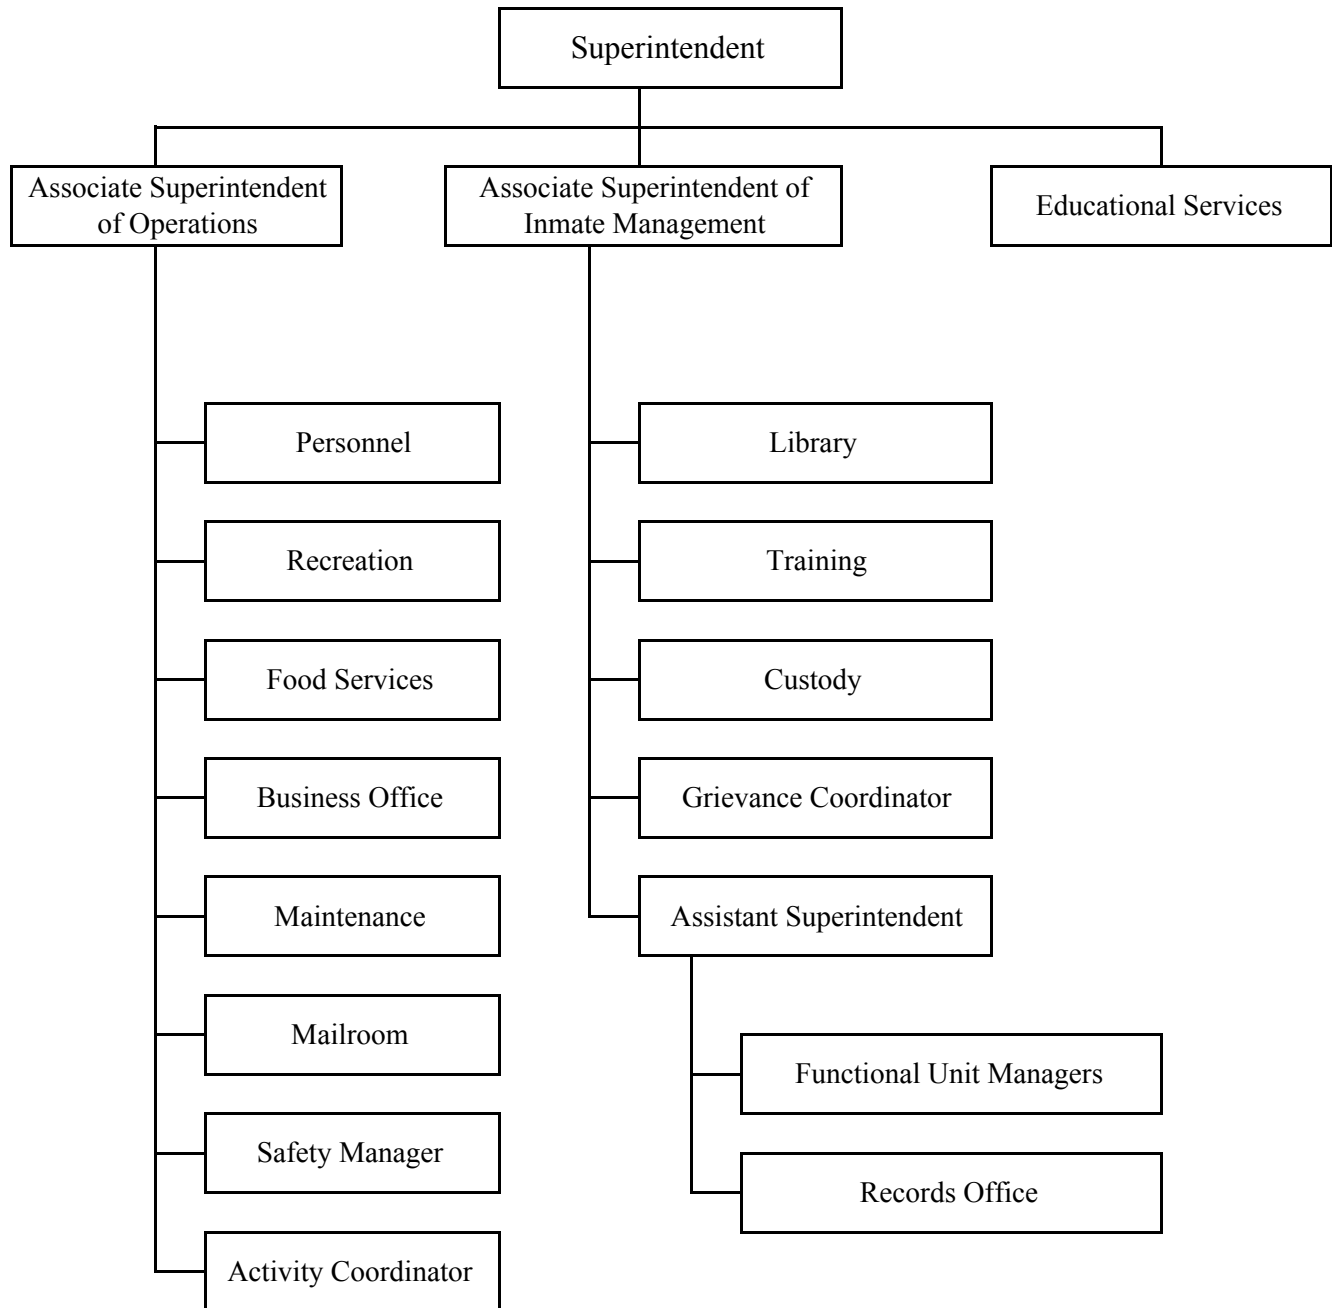 Superintendent
Associate Superintendent
of Operations
Associate Superintendent of
Inmate Management
Educational Services
Personnel
Recreation
Food Services
Business Office
Maintenance
Mailroom
Safety Manager
Activity Coordinator
Library
Training
Custody
Grievance Coordinator
Assistant Superintendent
Functional Unit Managers
Records Office